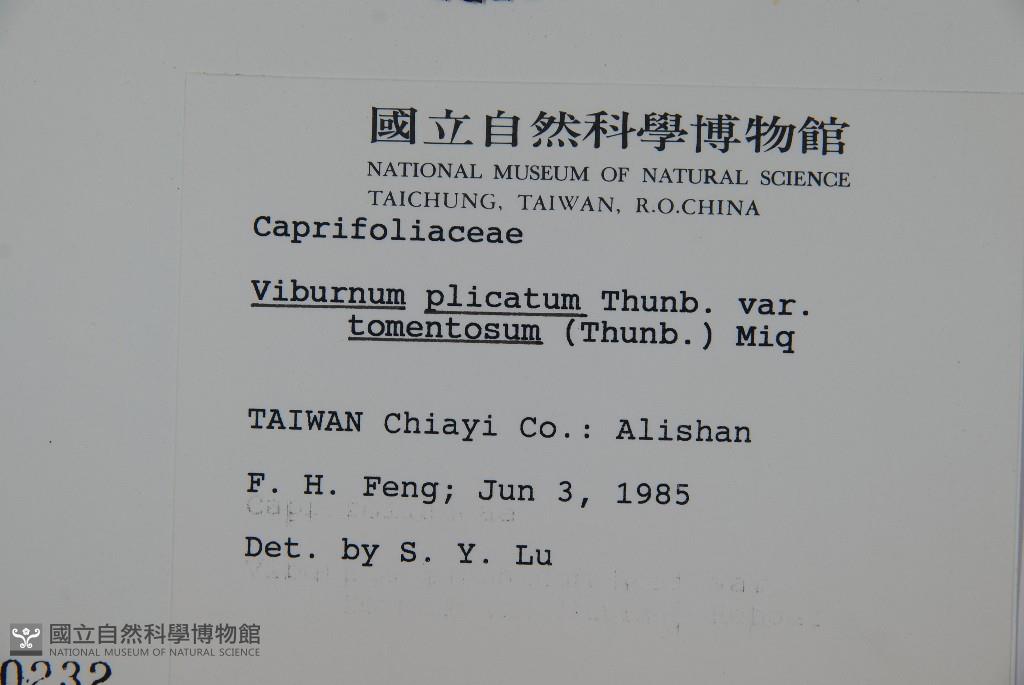 國立自然科學博物館
NATIONAL MUSEUM OF NATURAL SCIENCE
TAICHUNG, TAIWAN, R.O.CHINA
Caprifoliaceae
Viburnum plicatum Thunb. var.
tomentosum (Thunb.) Miq
TAIWAN Chiayi Co.: Alishan
F. H. Feng; Jun 3, 1985
Det. by S. Y. Lu
國立自然科學博物館
NATIONAL MUSEUM OF NATURAL SCIENCE
0232